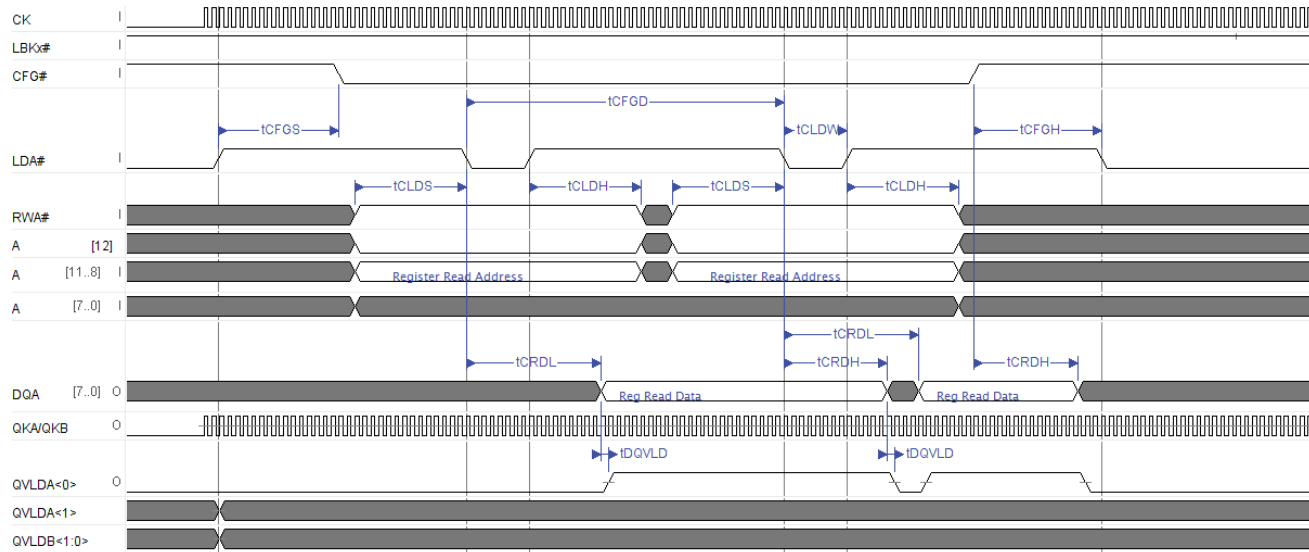 CK I
LBKx# I
CFG# I
tCFGD
tCFGS tCLDW tCFGH
LDA# I
tCLDS tCLDH tCLDS tCLDH
RWA# I
A [12]
A [11..8] I Register Read Address Register Read Address
A [7..0] I
tCRDL
tCRDL tCRDH tCRDH
DQA [7..0] O Reg Read Data Reg Read Data
QKA/QKB O
tDQVLD tDQVLD
QVLDA<0> O
QVLDA<1>
QVLDB<1:0>